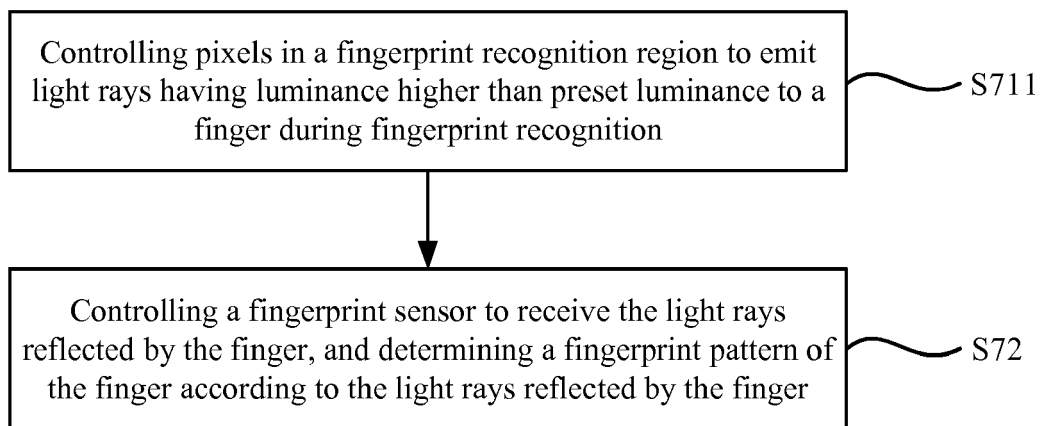 Controlling pixels in a fingerprint recognition region to emit
light rays having luminance higher than preset luminance to a
finger during fingerprint recognition
S711
Controlling a fingerprint sensor to receive the light rays
reflected by the finger, and determining a fingerprint pattern of
the finger according to the light rays reflected by the finger
S72